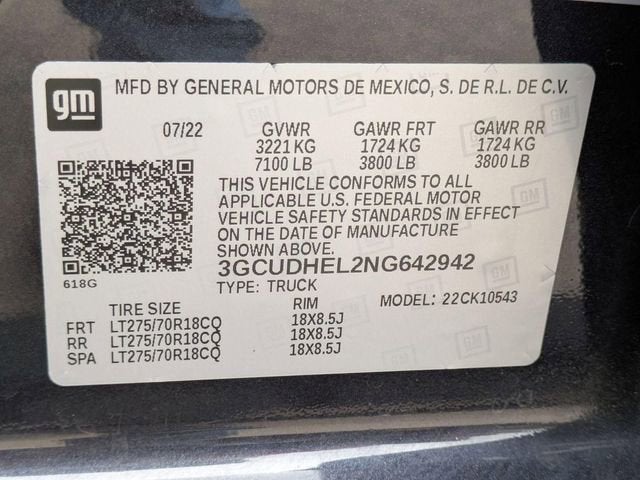 gm MFD BY GENERAL MOTORS DE MEXICO, S. DE R.L. DE C.V.
07/22 GVWR GAWR FRT GAWR RR
3221 KG 1724 KG 1724 KG
7100 LB 3800 LB 3800 LB
THIS VEHICLE CONFORMS TO ALL
APPLICABLE U.S. FEDERAL MOTOR
VEHICLE SAFETY STANDARDS IN EFFECT
ON THE DATE OF MANUFACTURE
SHOWN ABOVE.
618G
3GCUDHEL2NG642942
TYPE: TRUCK MODEL: 22CK10543
TIRE SIZE RIM
FRT LT275/70R18CQ 18X8.5J
RR LT275/70R18CQ 18X8.5J
SPA LT275/70R18CQ 18X8.5J